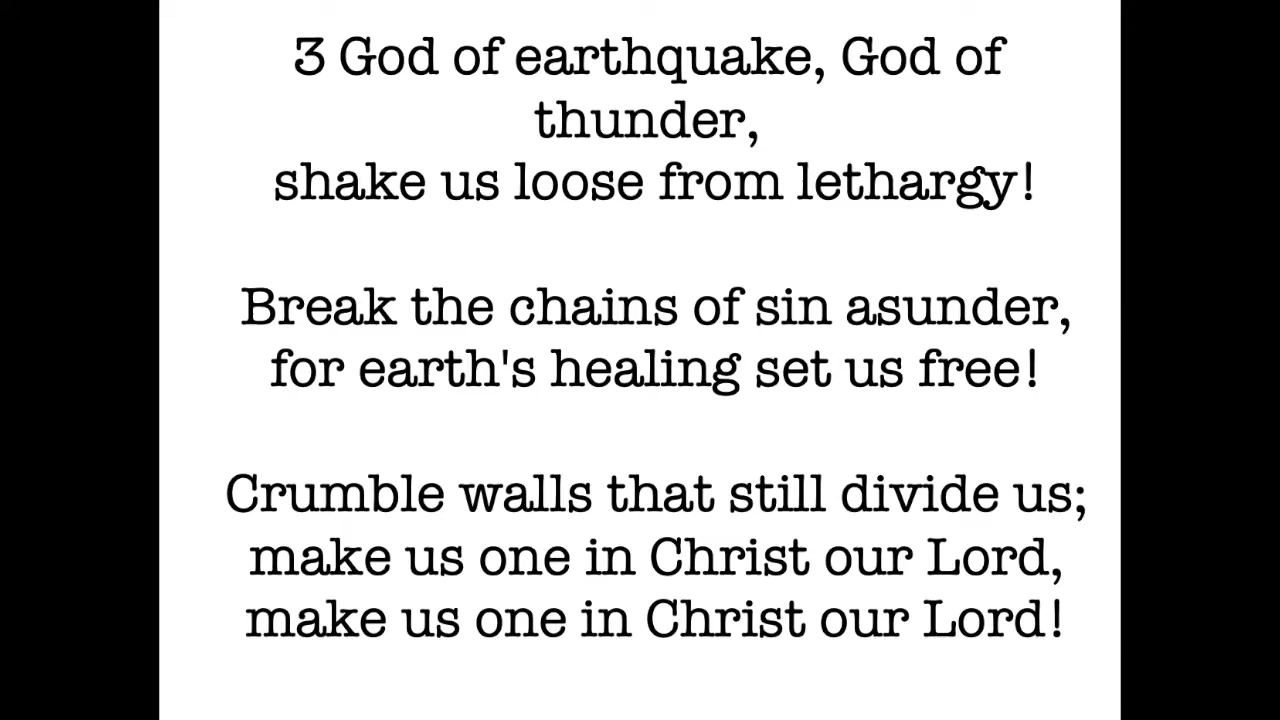 3 God of earthquake, God of
thunder,
shake us loose from lethargy!
Break the chains of sin asunder,
for earth's healing set us free!
Crumble walls that still divide us;
make us one in Christ our Lord,
make us one in Christ our Lord!